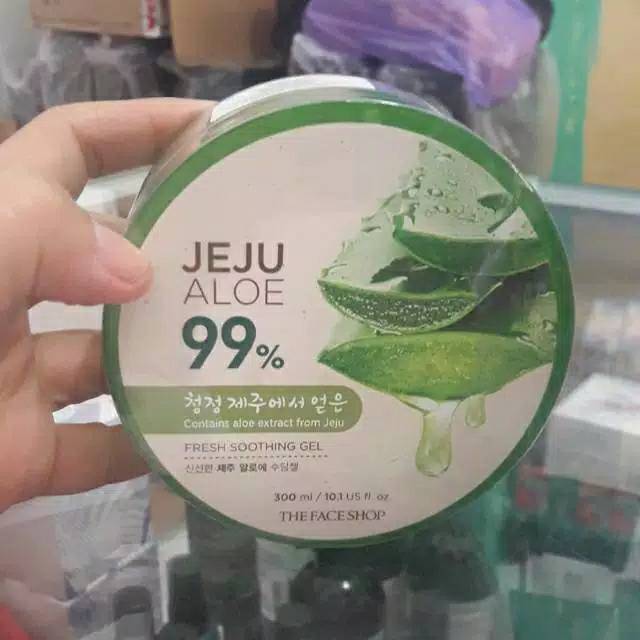 JEJU
ALOE
99%
청정 제주에서 얻은
Contains aloe extract from Jeju
FRESH SOOTHING GEL
신선한 제주 알로에 수딩젤
300 ml / 10.1 US fl. oz
THE FACE SHOP